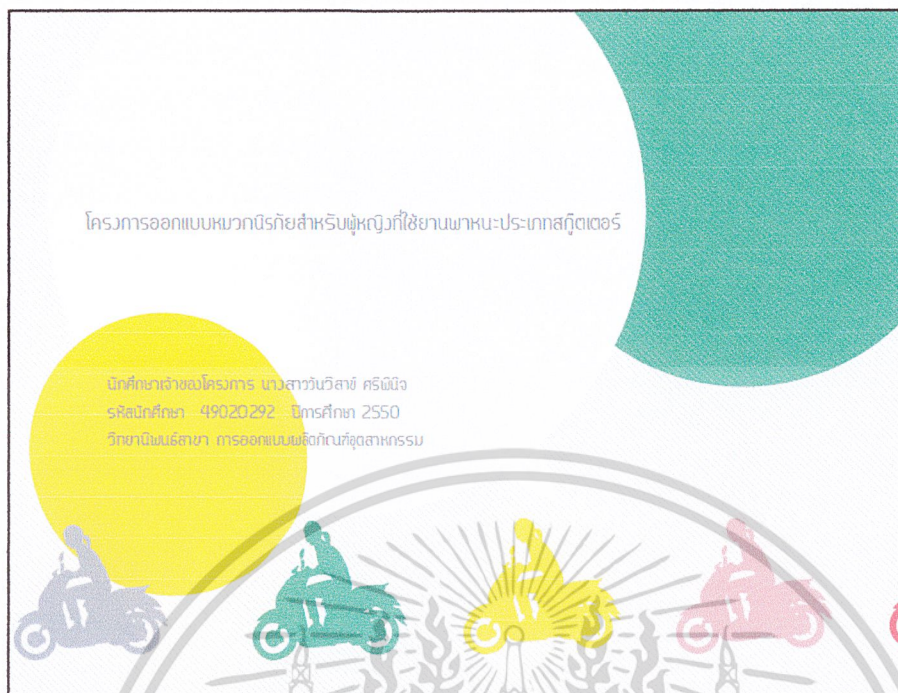 โครงการออกแบบหมวกนิรภัยสำหรับผู้หญิงที่ใช้ยานพาหนะประเภทสกู๊ตเตอร์
นักศึกษาเจ้าของโครงการ นางสาววันวิสาข์ ศรีพินิจ
รหัสนักศึกษา 49020292 ปีการศึกษา 2550
วิทยานิพนธ์สาขา การออกแบบผลิตภัณฑ์อุตสาหกรรม